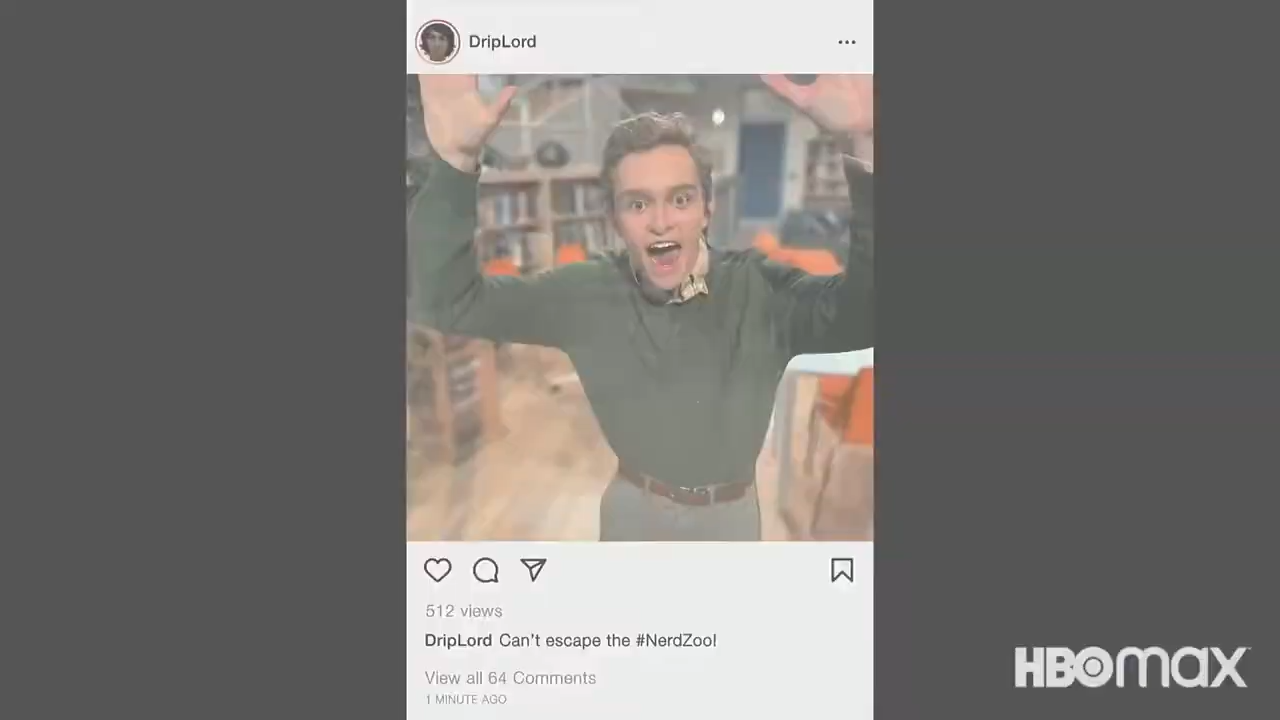 DripLord
512 views
DripLord Can't escape the #NerdZoo!
View all 64 Comments
1 MINUTE AGO
HBOmax